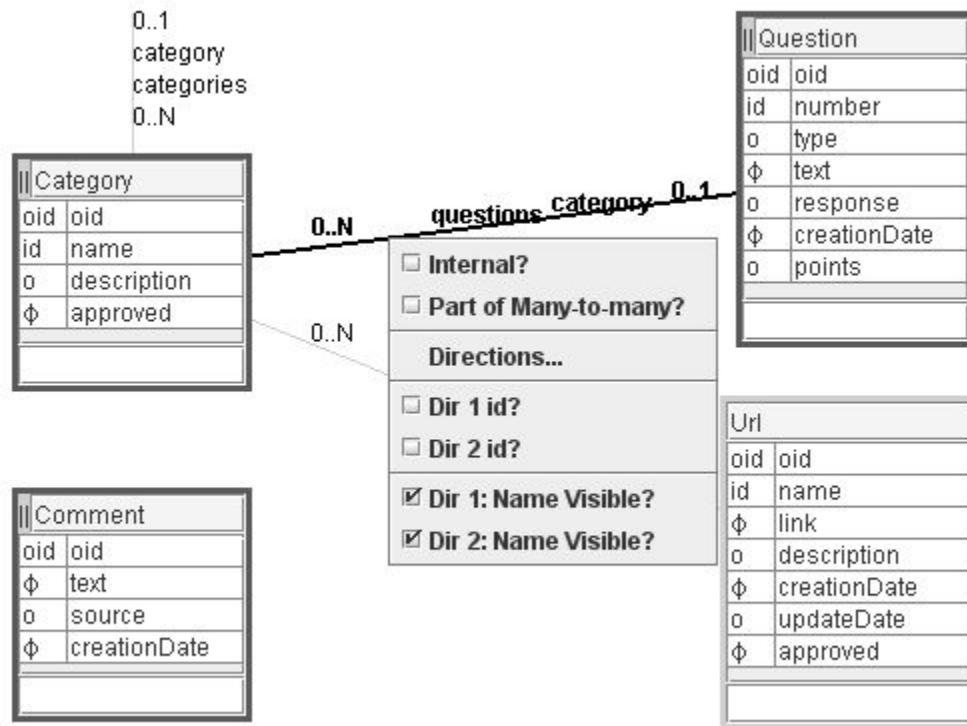 0..1
category
categories
0..N
Category
oid oid
id name
o description
ϕ approved
0..N questions category 0..1
Question
oid oid
id number
o type
ϕ text
o response
ϕ creationDate
o points
0..N
Internal?
Part of Many-to-many?
Directions...
Dir 1 id?
Dir 2 id?
Dir 1: Name Visible?
Dir 2: Name Visible?
Comment
oid oid
ϕ text
o source
ϕ creationDate
Url
oid oid
id name
ϕ link
o description
ϕ creationDate
o updateDate
ϕ approved